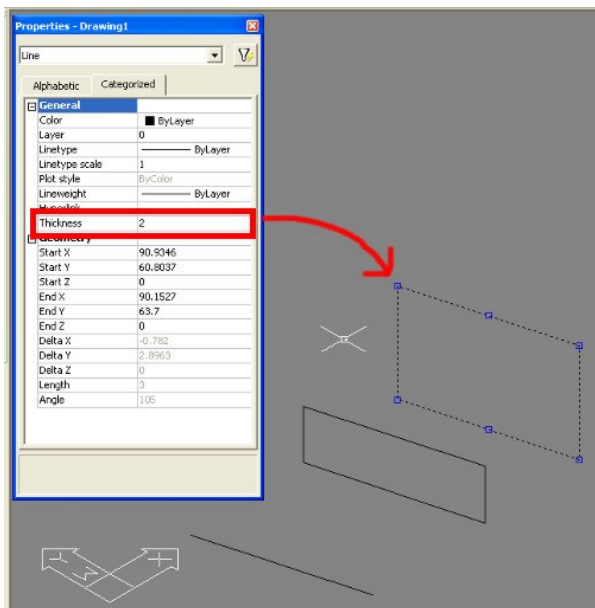 Properties - Drawing1
Line
Alphabetic Categorized
General
Color ByLayer
Layer 0
Linetype ByLayer
Linetype scale 1
Plot style ByColor
Lineweight ByLayer
Hyperlink
Thickness 2
Geometry
Start X 90.9346
Start Y 60.8037
Start Z 0
End X 90.1527
End Y 63.7
End Z 0
Delta X -0.782
Delta Y 2.8963
Delta Z 0
Length 3
Angle 105